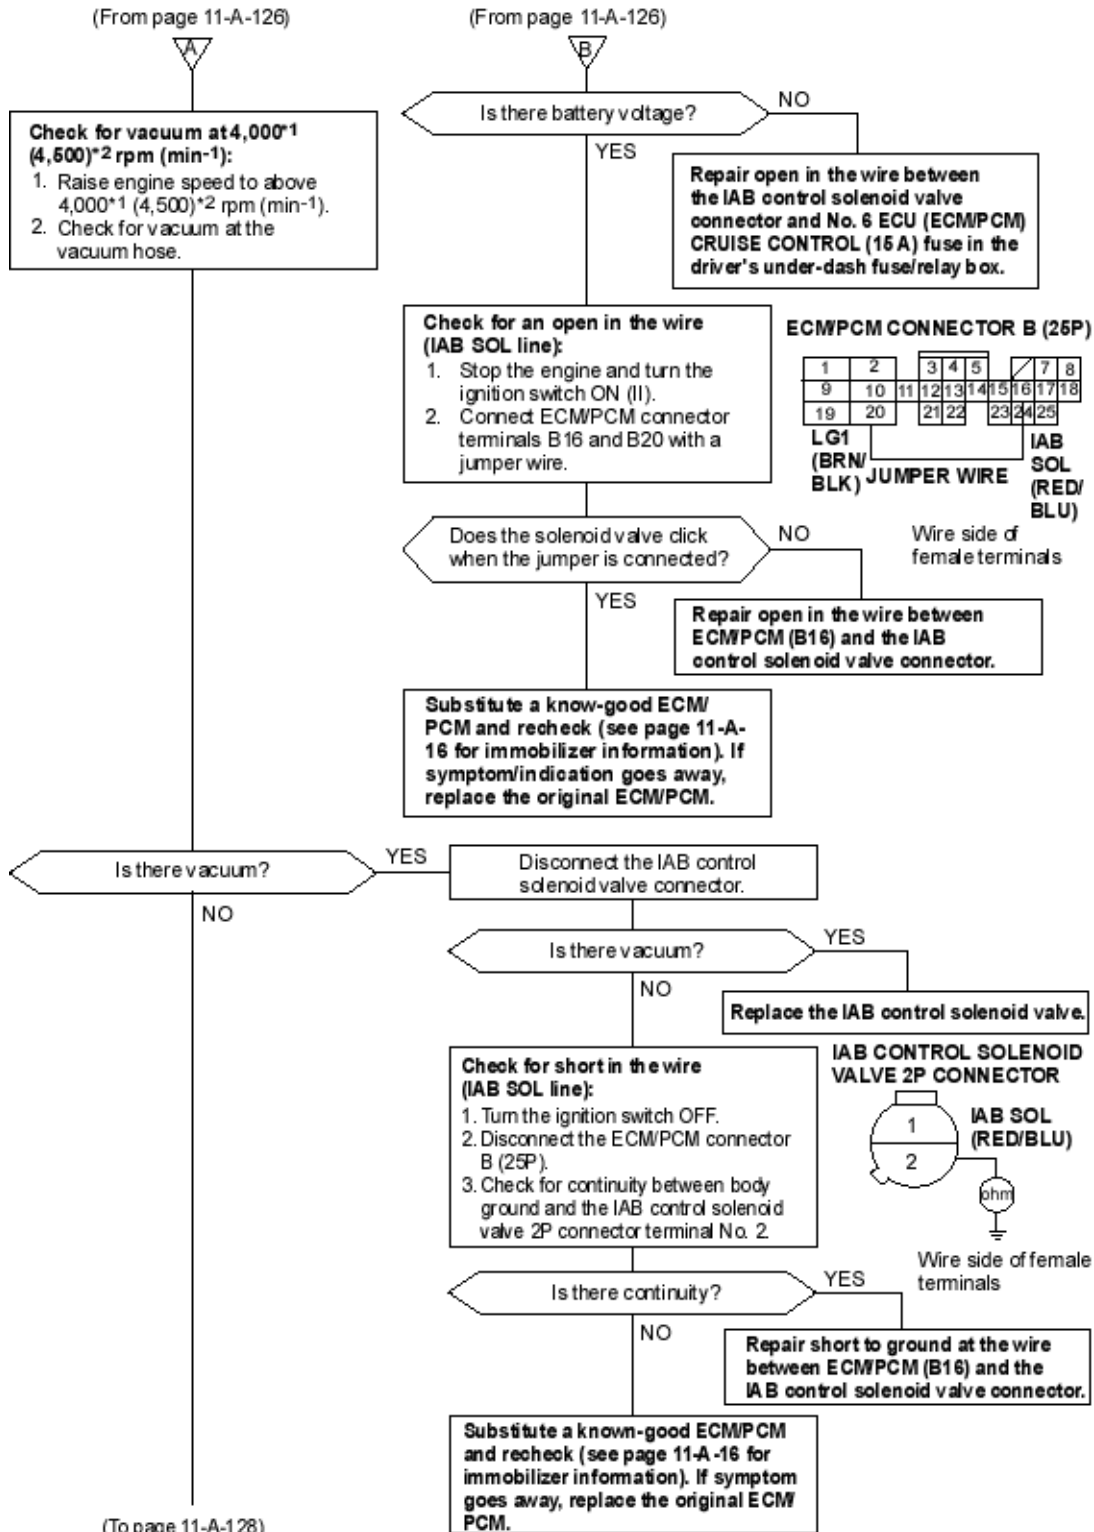 (From page 11-A-126)
(From page 11-A-126)
A
B
Is there battery voltage?
NO
YES
Check for vacuum at 4,000*1
(4,500)*2 rpm (min-1):
1. Raise engine speed to above
4,000*1 (4,500)*2 rpm (min-1).
2. Check for vacuum at the
vacuum hose.
Repair open in the wire between
the IAB control solenoid valve
connector and No. 6 ECU (ECM/PCM)
CRUISE CONTROL (15 A) fuse in the
driver's under-dash fuse/relay box.
Check for an open in the wire
(IAB SOL line):
1. Stop the engine and turn the
ignition switch ON (II).
2. Connect ECM/PCM connector
terminals B16 and B20 with a
jumper wire.
ECM/PCM CONNECTOR B (25P)
1 2 3 4 5 7 8
9 10 11 12 13 14 15 16 17 18
19 20 21 22 23 24 25
LG1
(BRN/
BLK)
JUMPER WIRE
IAB
SOL
(RED/
BLU)
Wire side of
female terminals
Does the solenoid valve click
when the jumper is connected?
NO
YES
Repair open in the wire between
ECM/PCM (B16) and the IAB
control solenoid valve connector.
Substitute a know-good ECM/
PCM and recheck (see page 11-A-
16 for immobilizer information). If
symptom/indication goes away,
replace the original ECM/PCM.
Is there vacuum?
YES
NO
Disconnect the IAB control
solenoid valve connector.
Is there vacuum?
YES
NO
Replace the IAB control solenoid valve.
Check for short in the wire
(IAB SOL line):
1. Turn the ignition switch OFF.
2. Disconnect the ECM/PCM connector
B (25P).
3. Check for continuity between body
ground and the IAB control solenoid
valve 2P connector terminal No. 2.
IAB CONTROL SOLENOID
VALVE 2P CONNECTOR
1
2
IAB SOL
(RED/BLU)
ohm
Wire side of female
terminals
Is there continuity?
YES
NO
Repair short to ground at the wire
between ECM/PCM (B16) and the
IAB control solenoid valve connector.
Substitute a known-good ECM/PCM
and recheck (see page 11-A-16 for
immobilizer information). If symptom
goes away, replace the original ECM/
PCM.
(To page 11-A-128)